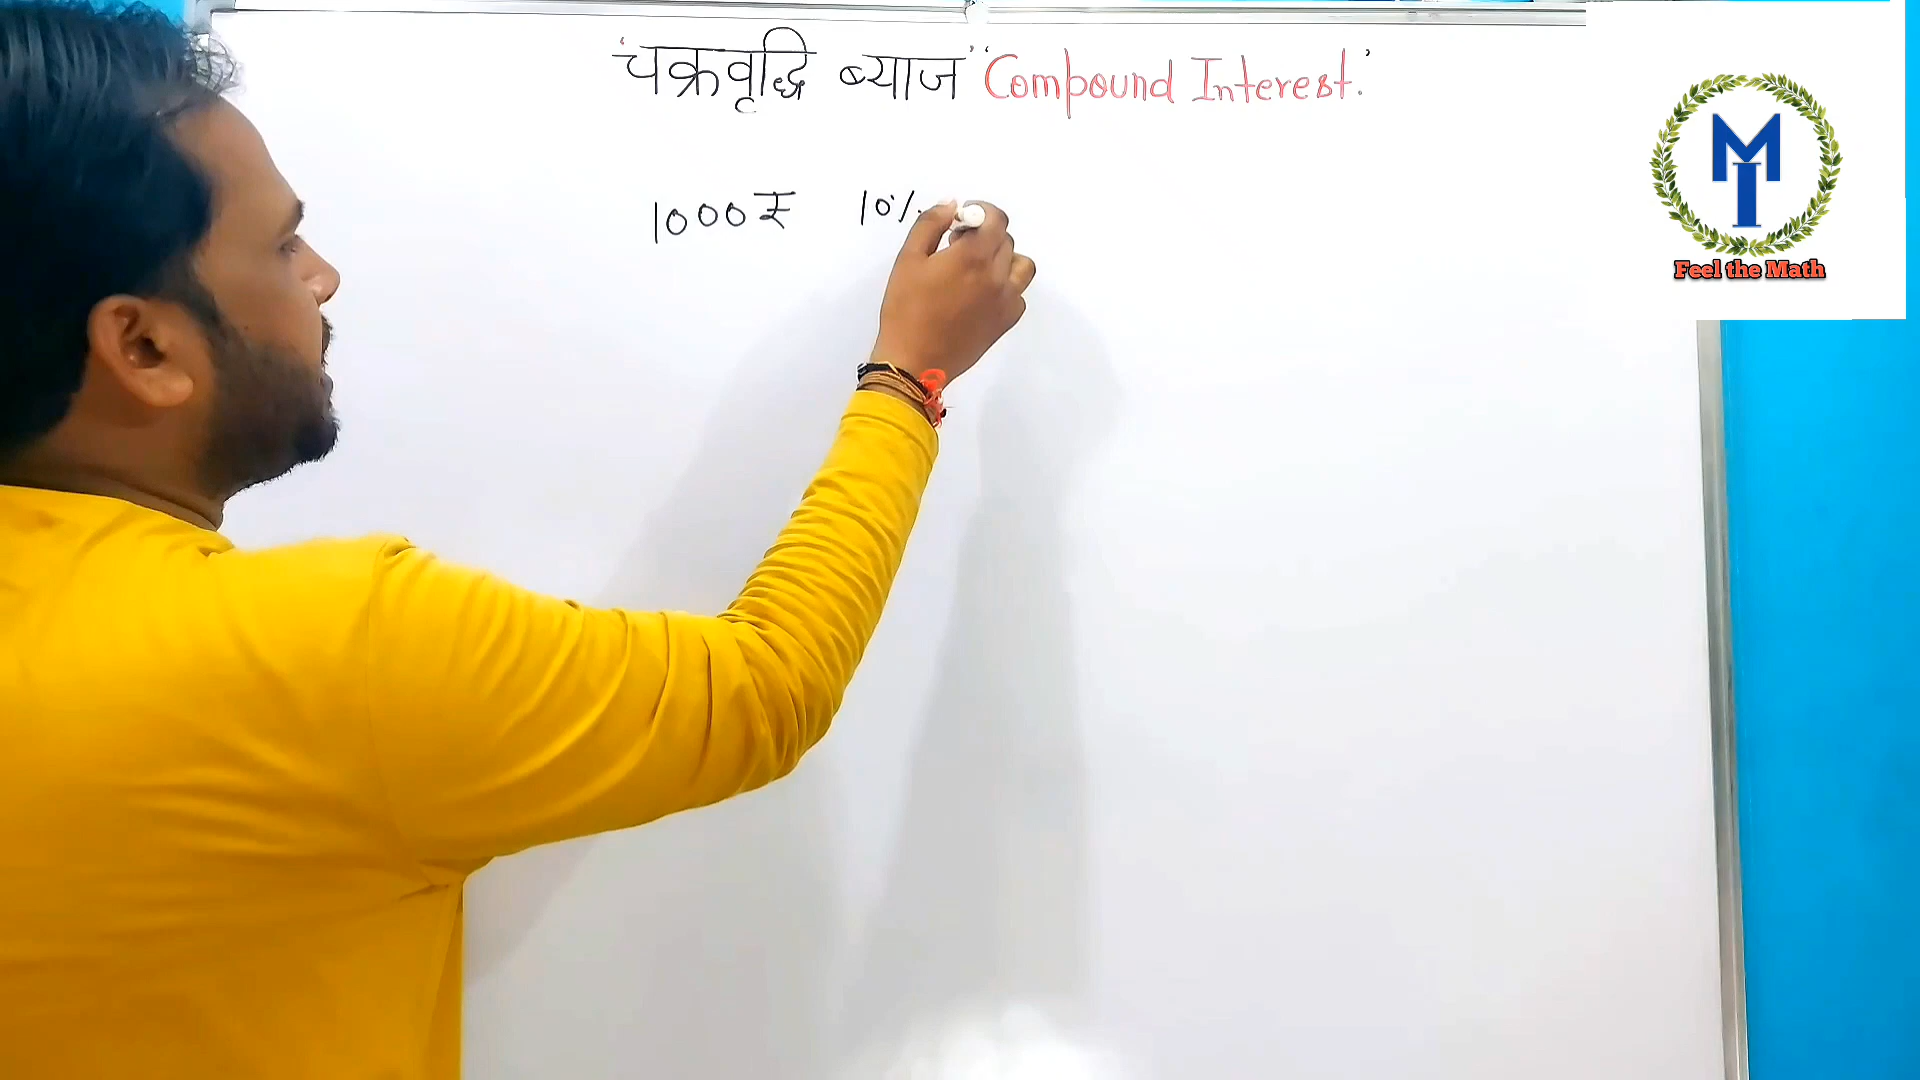 'चक्रवृद्धि ब्याज' 'Compound Interest.'
1000 ₹ 10%
MI
Feel the Math